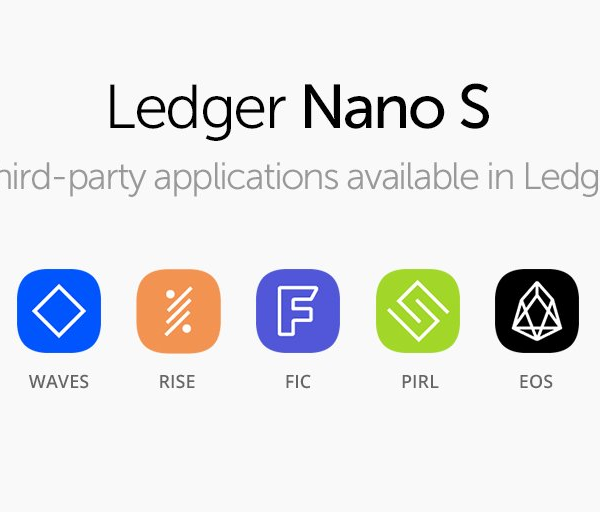 Ledger Nano S
hird-party applications available in Ledg
WAVES
RISE
FIC
PIRL
EOS